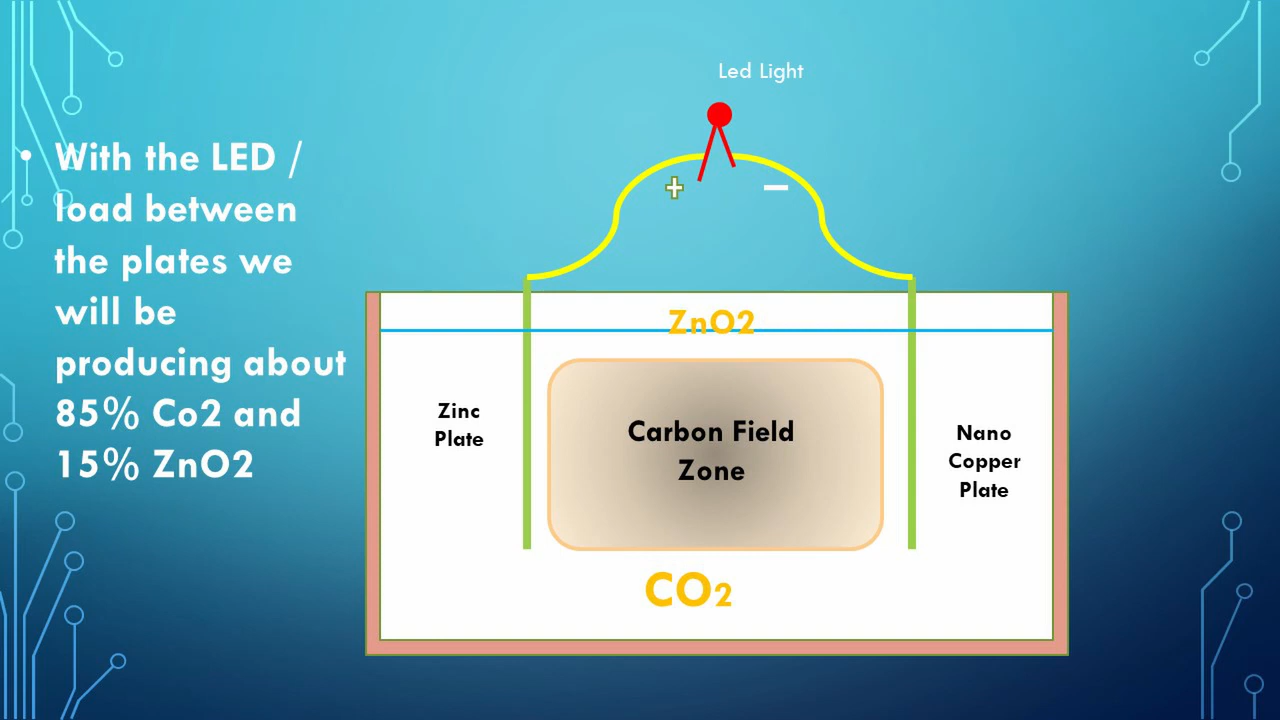 Led Light
With the LED /
load between
the plates we
will be
producing about
85% Co2 and
15% ZnO2
+ −
ZnO2
Zinc
Plate
Carbon Field
Zone
Nano
Copper
Plate
CO2